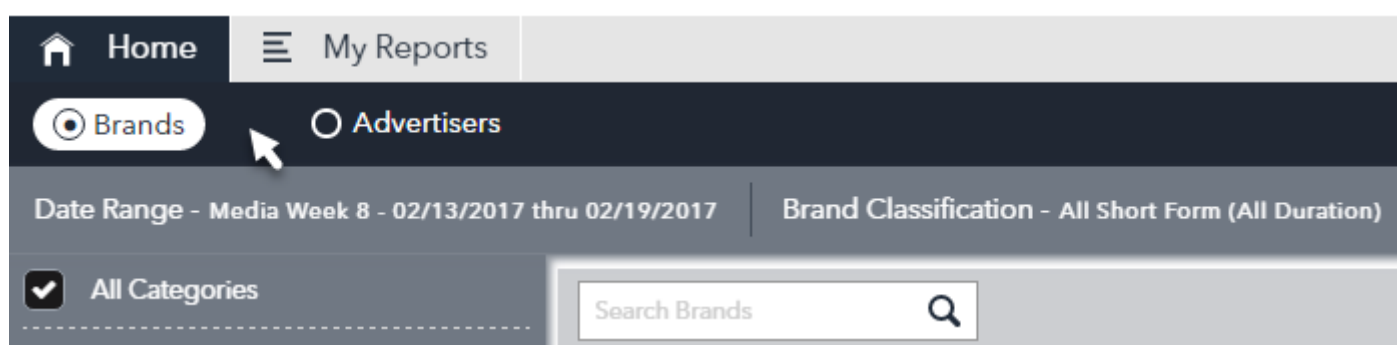 Home My Reports
Brands Advertisers
Date Range - Media Week 8 - 02/13/2017 thru 02/19/2017 Brand Classification - All Short Form (All Duration)
All Categories
Search Brands